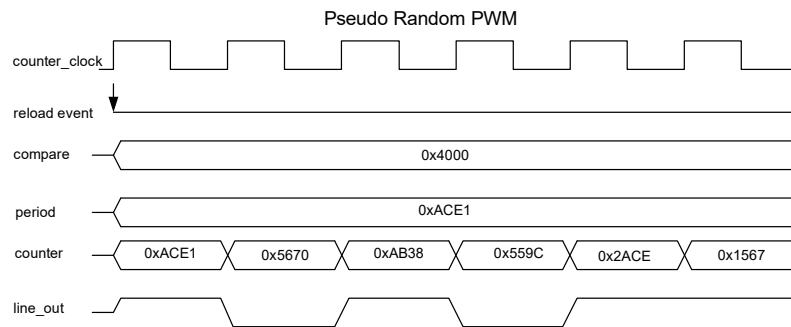 Pseudo Random PWM
counter_clock
reload event
compare 0x4000
period 0xACE1
counter 0xACE1 0x5670 0xAB38 0x559C 0x2ACE 0x1567
line_out